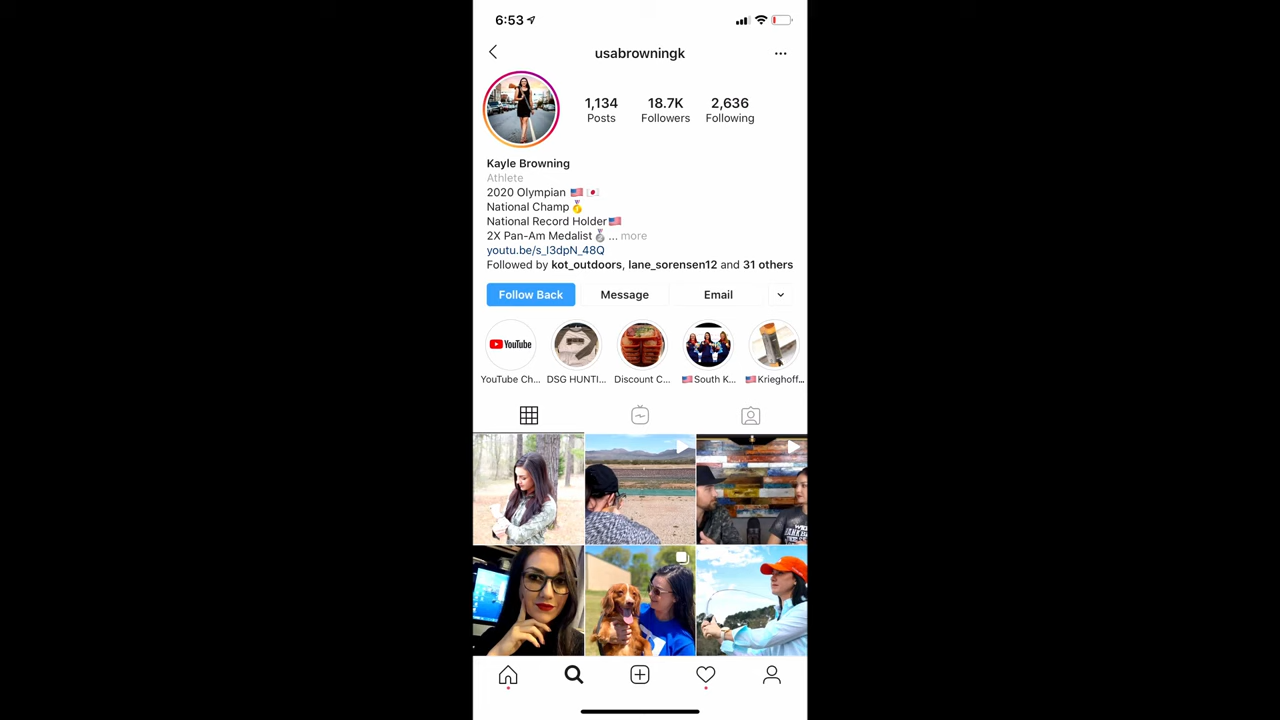 6:53
usabrowningk
1,134 18.7K 2,636
Posts Followers Following
Kayle Browning
Athlete
2020 Olympian 🇺🇸 🇯🇵
National Champ🥇
National Record Holder🇺🇸
2X Pan-Am Medalist🥈... more
youtu.be/s_l3dpN_48Q
Followed by kot_outdoors, lane_sorensen12 and 31 others
Follow Back Message Email
YouTube
YouTube Ch... DSG HUNTI... Discount C... 🇺🇸South K... 🇺🇸Krieghoff...